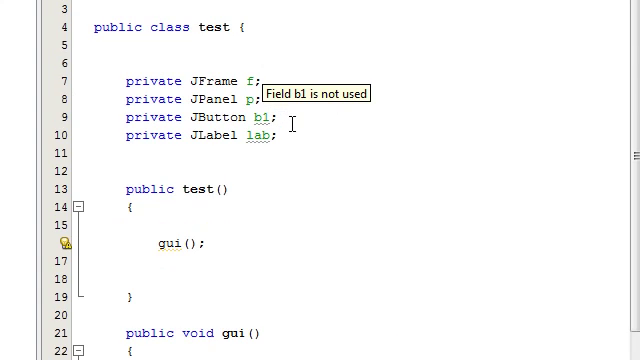 3
4 public class test {
5
6
7 private JFrame f;
Field b1 is not used
8 private JPanel p;
9 private JButton b1;
10 private JLabel lab;
11
12
13 public test()
14 {
15
gui();
17
18
19 }
20
21 public void gui()
22 {